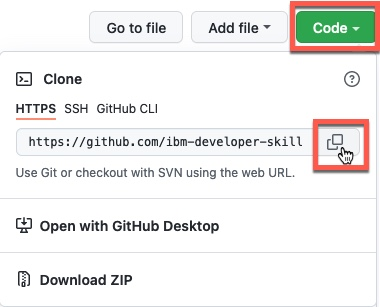 Go to file Add file Code
Clone
HTTPS SSH GitHub CLI
https://github.com/ibm-developer-skill
Use Git or checkout with SVN using the web URL.
Open with GitHub Desktop
Download ZIP